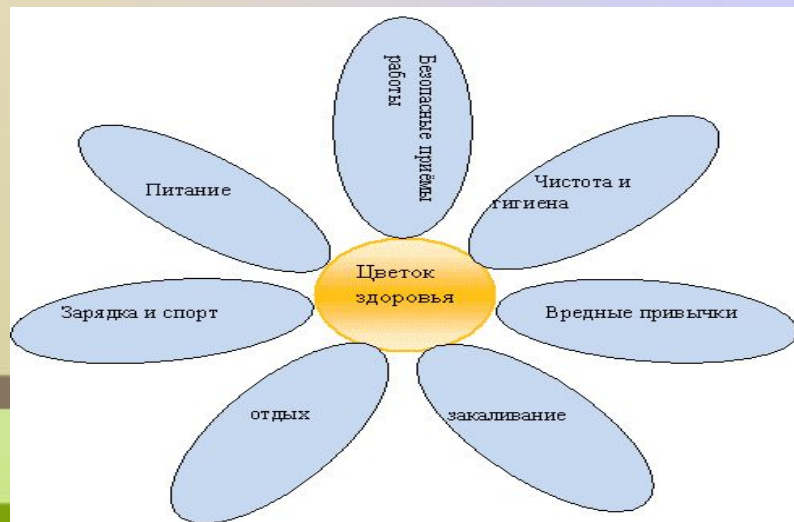 Безопасные приёмы
работы
Чистота и
гигиена
Питание
Цветок
здоровья
Зарядка и спорт
Вредные привычки
отдых
закаливание